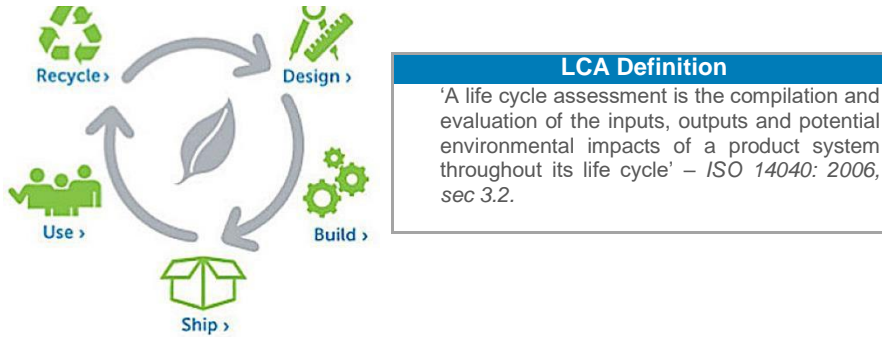 Recycle ›
Design ›
Build ›
Ship ›
Use ›
LCA Definition
‘A life cycle assessment is the compilation and
evaluation of the inputs, outputs and potential
environmental impacts of a product system
throughout its life cycle’ – ISO 14040: 2006,
sec 3.2.